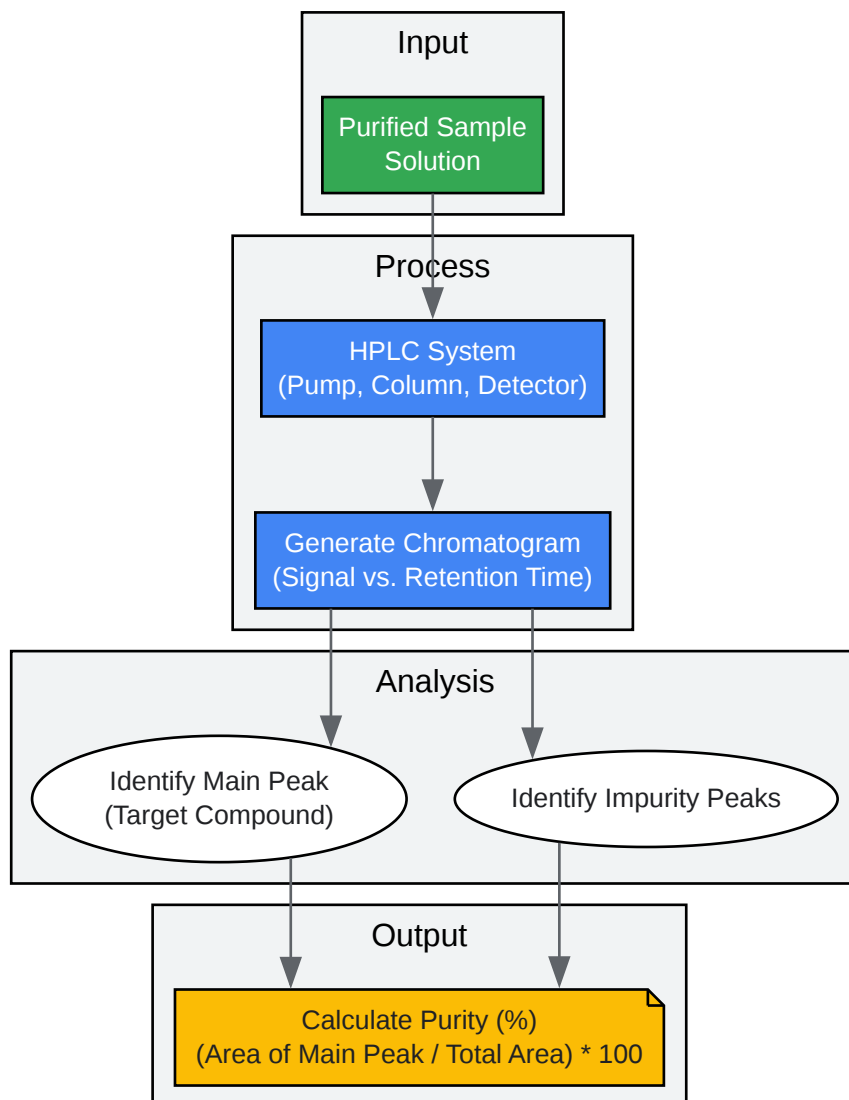 Input
Purified Sample
Solution
Process
HPLC System
(Pump, Column, Detector)
Generate Chromatogram
(Signal vs. Retention Time)
Analysis
Identify Main Peak
(Target Compound)
Identify Impurity Peaks
Output
Calculate Purity (%)
(Area of Main Peak / Total Area) * 100